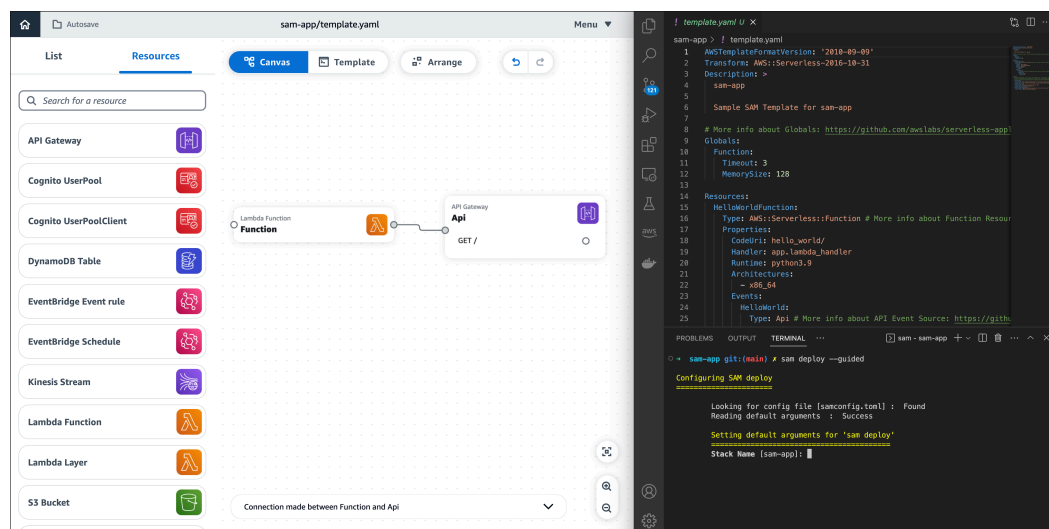 Autosave
sam-app/template.yaml
Menu
List
Resources
Canvas
Template
Arrange
Search for a resource
API Gateway
Cognito UserPool
Cognito UserPoolClient
DynamoDB Table
EventBridge Event rule
EventBridge Schedule
Kinesis Stream
Lambda Function
Lambda Layer
S3 Bucket
Lambda Function
Function
API Gateway
Api
GET /
Connection made between Function and Api
121
aws
! template.yaml U ×
sam-app > ! template.yaml
1 AWSTemplateFormatVersion: '2010-09-09'
2 Transform: AWS::Serverless-2016-10-31
3 Description: >
4 sam-app
5
6 Sample SAM Template for sam-app
7
8 # More info about Globals: https://github.com/awslabs/serverless-appl
9 Globals:
10 Function:
11 Timeout: 3
12 MemorySize: 128
13
14 Resources:
15 HelloWorldFunction:
16 Type: AWS::Serverless::Function # More info about Function Resour
17 Properties:
18 CodeUri: hello_world/
19 Handler: app.lambda_handler
20 Runtime: python3.9
21 Architectures:
22 - x86_64
23 Events:
24 HelloWorld:
25 Type: Api # More info about API Event Source: https://githu
PROBLEMS OUTPUT TERMINAL ··· sam - sam-app
→ sam-app git:(main) ✗ sam deploy --guided
Configuring SAM deploy
======================
Looking for config file [samconfig.toml] : Found
Reading default arguments : Success
Setting default arguments for 'sam deploy'
=========================================
Stack Name [sam-app]: